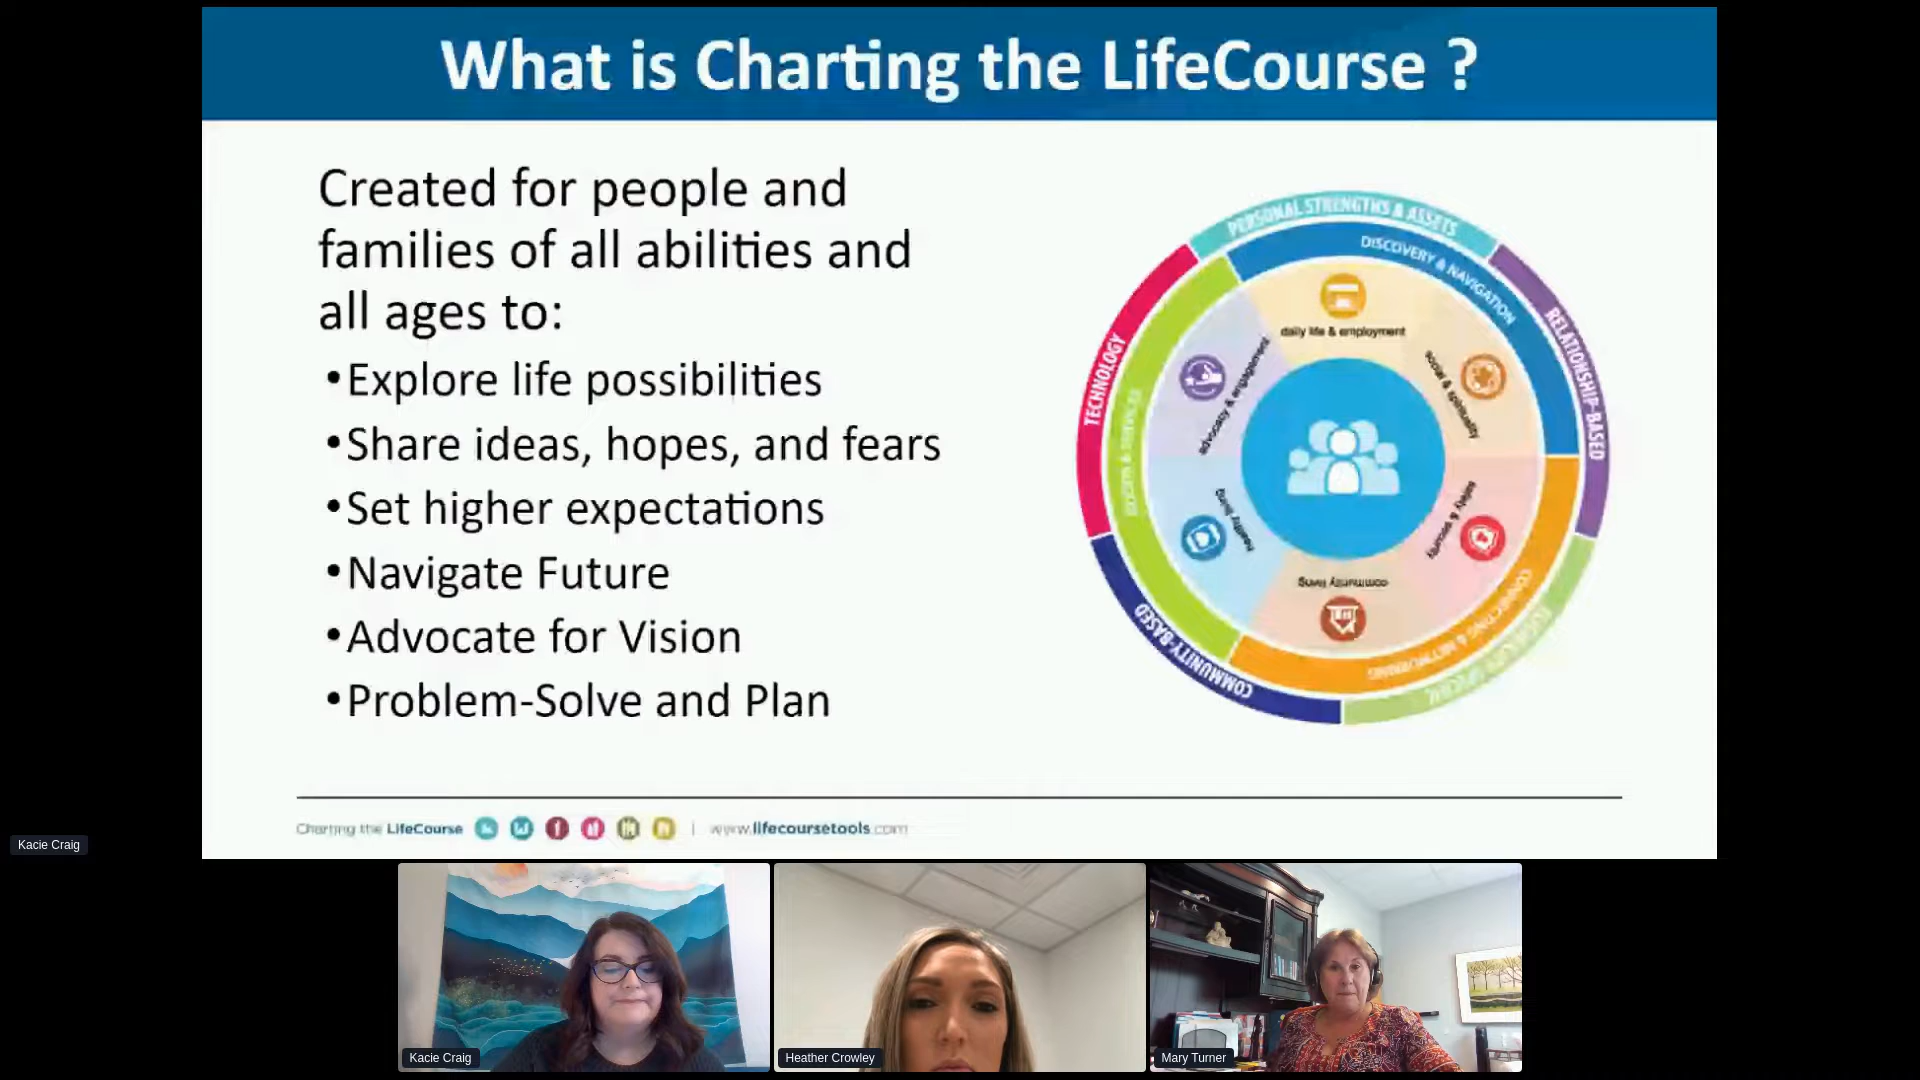 What is Charting the LifeCourse ?
Created for people and
families of all abilities and
all ages to:
•Explore life possibilities
•Share ideas, hopes, and fears
•Set higher expectations
•Navigate Future
•Advocate for Vision
•Problem-Solve and Plan
PERSONAL STRENGTHS & ASSETS
DISCOVERY & NAVIGATION
RELATIONSHIP-BASED
TECHNOLOGY
COMMUNITY-BASED
CONNECTING & NETWORKING
daily life & employment
social & spirituality
safety & security
community living
healthy living
advocacy & engagement
Charting the LifeCourse | www.lifecoursetools.com
Kacie Craig
Kacie Craig
Heather Crowley
Mary Turner